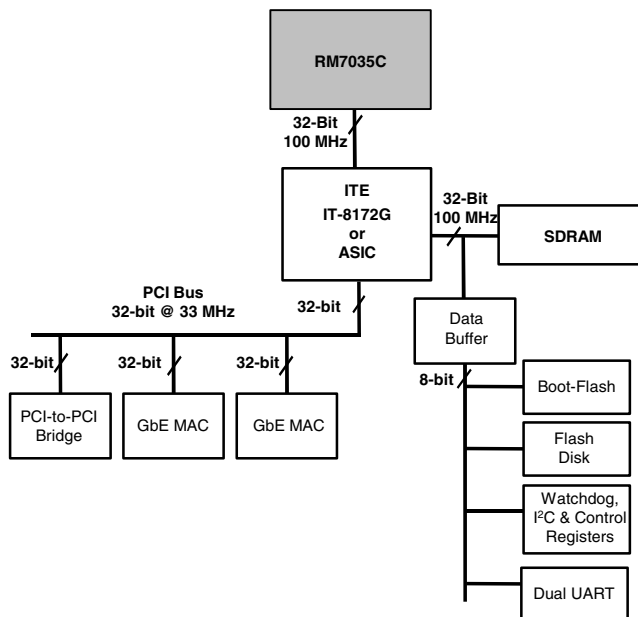 RM7035C
32-Bit
100 MHz
ITE
IT-8172G
or
ASIC
32-Bit
100 MHz
SDRAM
PCI Bus
32-bit @ 33 MHz
32-bit
Data
Buffer
32-bit
32-bit
32-bit
8-bit
PCI-to-PCI
Bridge
GbE MAC
GbE MAC
Boot-Flash
Flash
Disk
Watchdog,
I²C & Control
Registers
Dual UART